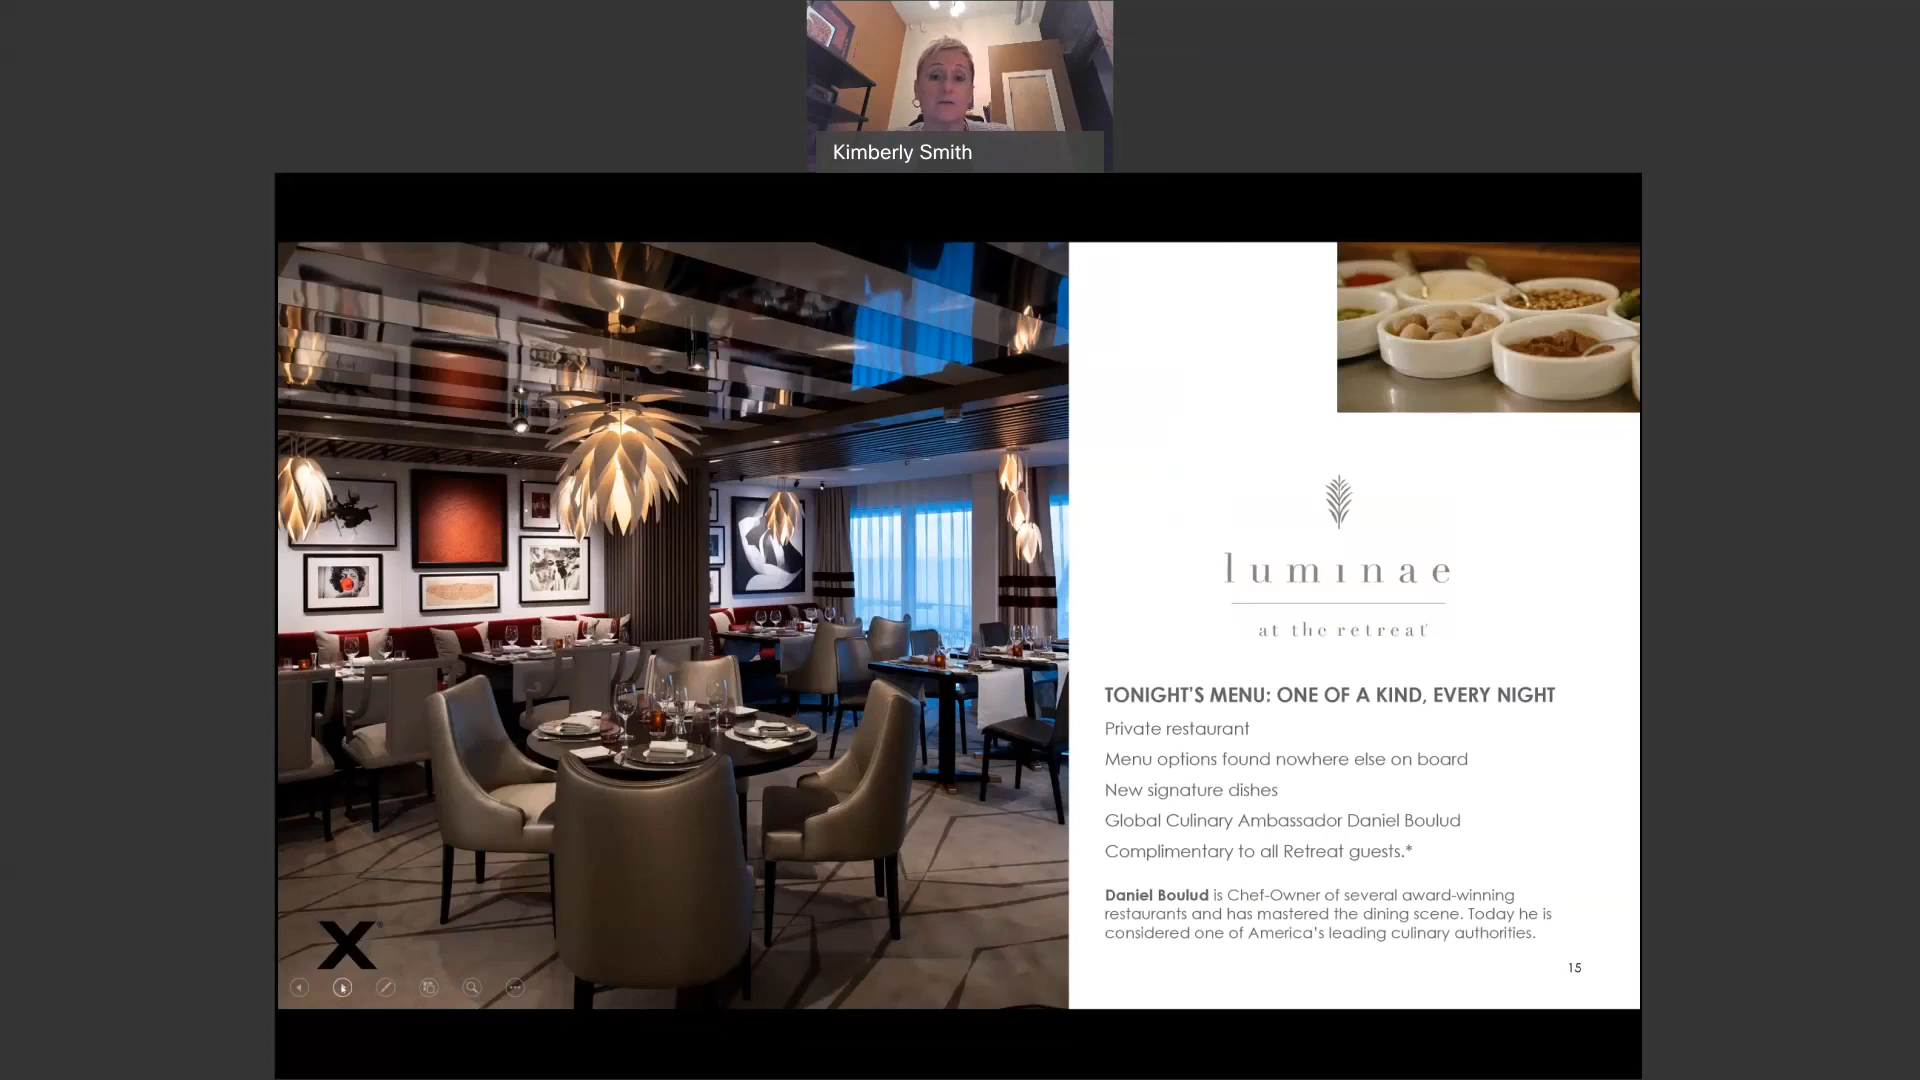 Kimberly Smith
luminae
at the retreat
TONIGHT'S MENU: ONE OF A KIND, EVERY NIGHT
Private restaurant
Menu options found nowhere else on board
New signature dishes
Global Culinary Ambassador Daniel Boulud
Complimentary to all Retreat guests.*
Daniel Boulud is Chef-Owner of several award-winning
restaurants and has mastered the dining scene. Today he is
considered one of America's leading culinary authorities.
X
15